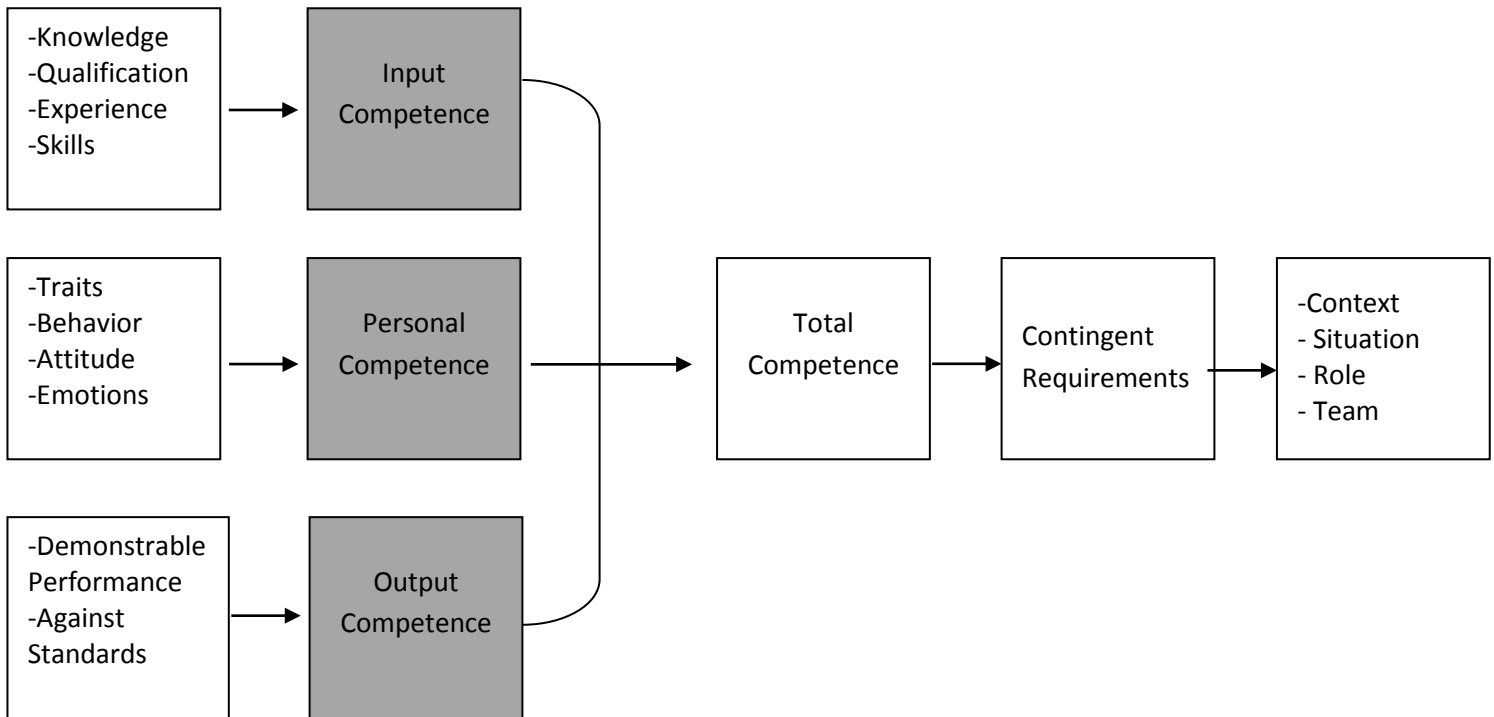 -Knowledge
-Qualification
-Experience
-Skills
Input
Competence
-Traits
-Behavior
-Attitude
-Emotions
Personal
Competence
Total
Competence
Contingent
Requirements
-Context
- Situation
- Role
- Team
-Demonstrable
Performance
-Against
Standards
Output
Competence